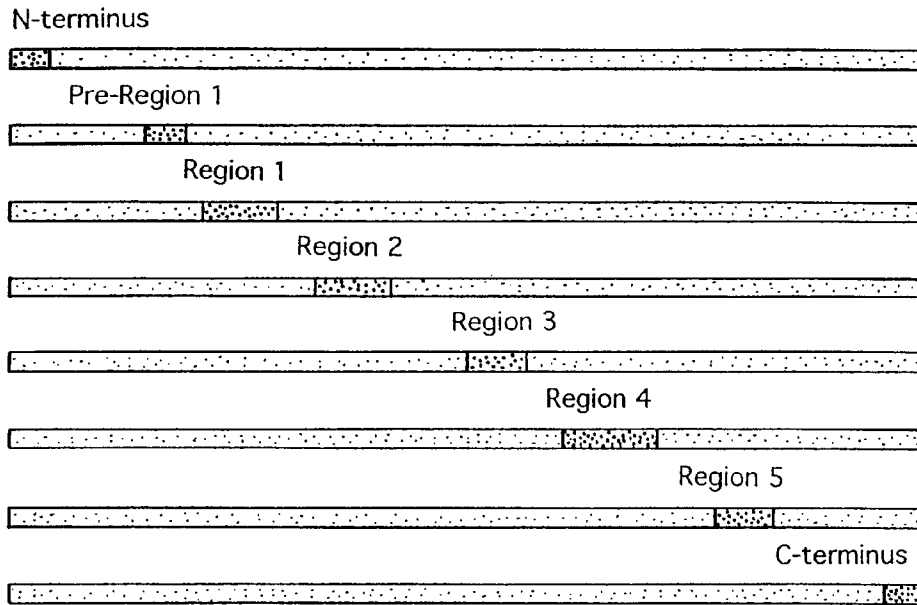 N-terminus
Pre-Region 1
Region 1
Region 2
Region 3
Region 4
Region 5
C-terminus